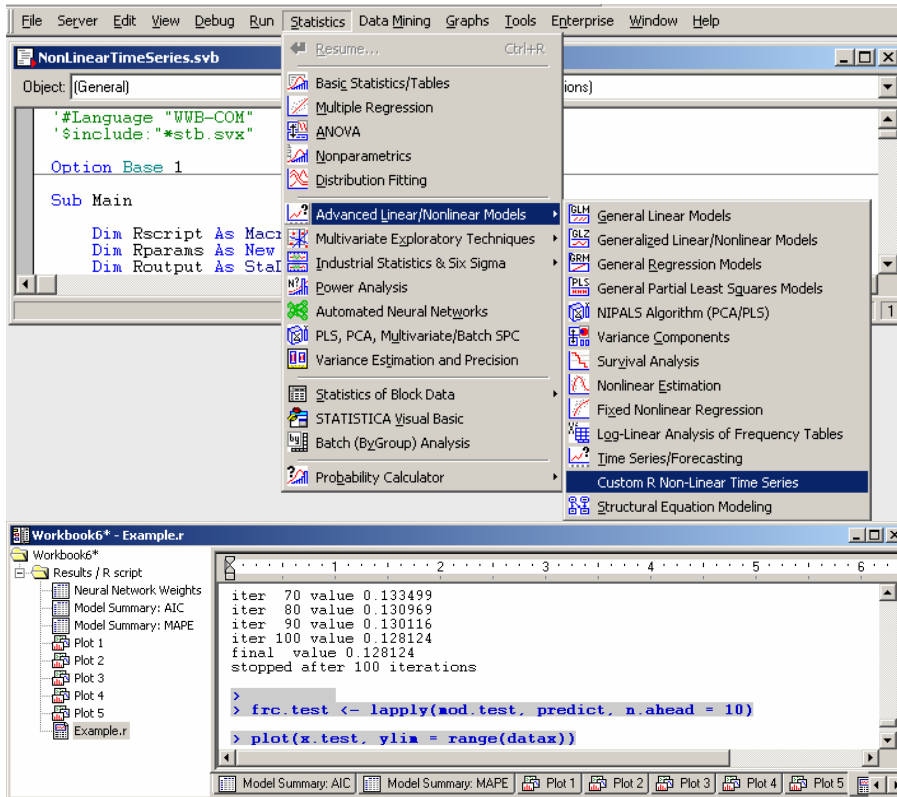 File Server Edit View Debug Run Statistics Data Mining Graphs Tools Enterprise Window Help
NonLinearTimeSeries.svb
Object: (General)
ions)
'#Language "WWB-COM"
'$include:"*stb.svx"
Option Base 1
Sub Main
Dim Rscript As Macr
Dim Rparams As New
Dim Routput As Sta
1
Resume... Ctrl+R
Basic Statistics/Tables
Multiple Regression
ANOVA
Nonparametrics
Distribution Fitting
Advanced Linear/Nonlinear Models
Multivariate Exploratory Techniques
Industrial Statistics & Six Sigma
Power Analysis
Automated Neural Networks
PLS, PCA, Multivariate/Batch SPC
Variance Estimation and Precision
Statistics of Block Data
STATISTICA Visual Basic
Batch (ByGroup) Analysis
Probability Calculator
General Linear Models
Generalized Linear/Nonlinear Models
General Regression Models
General Partial Least Squares Models
NIPALS Algorithm (PCA/PLS)
Variance Components
Survival Analysis
Nonlinear Estimation
Fixed Nonlinear Regression
Log-Linear Analysis of Frequency Tables
Time Series/Forecasting
Custom R Non-Linear Time Series
Structural Equation Modeling
Workbook6* - Example.r
Workbook6*
Results / R script
Neural Network Weights
Model Summary: AIC
Model Summary: MAPE
Plot 1
Plot 2
Plot 3
Plot 4
Plot 5
Example.r
1 2 3 4 5 6
iter 70 value 0.133499
iter 80 value 0.130969
iter 90 value 0.130116
iter 100 value 0.128124
final value 0.128124
stopped after 100 iterations
>
> frc.test <- lapply(mod.test, predict, n.ahead = 10)
> plot(x.test, ylim = range(datax))
Model Summary: AIC Model Summary: MAPE Plot 1 Plot 2 Plot 3 Plot 4 Plot 5